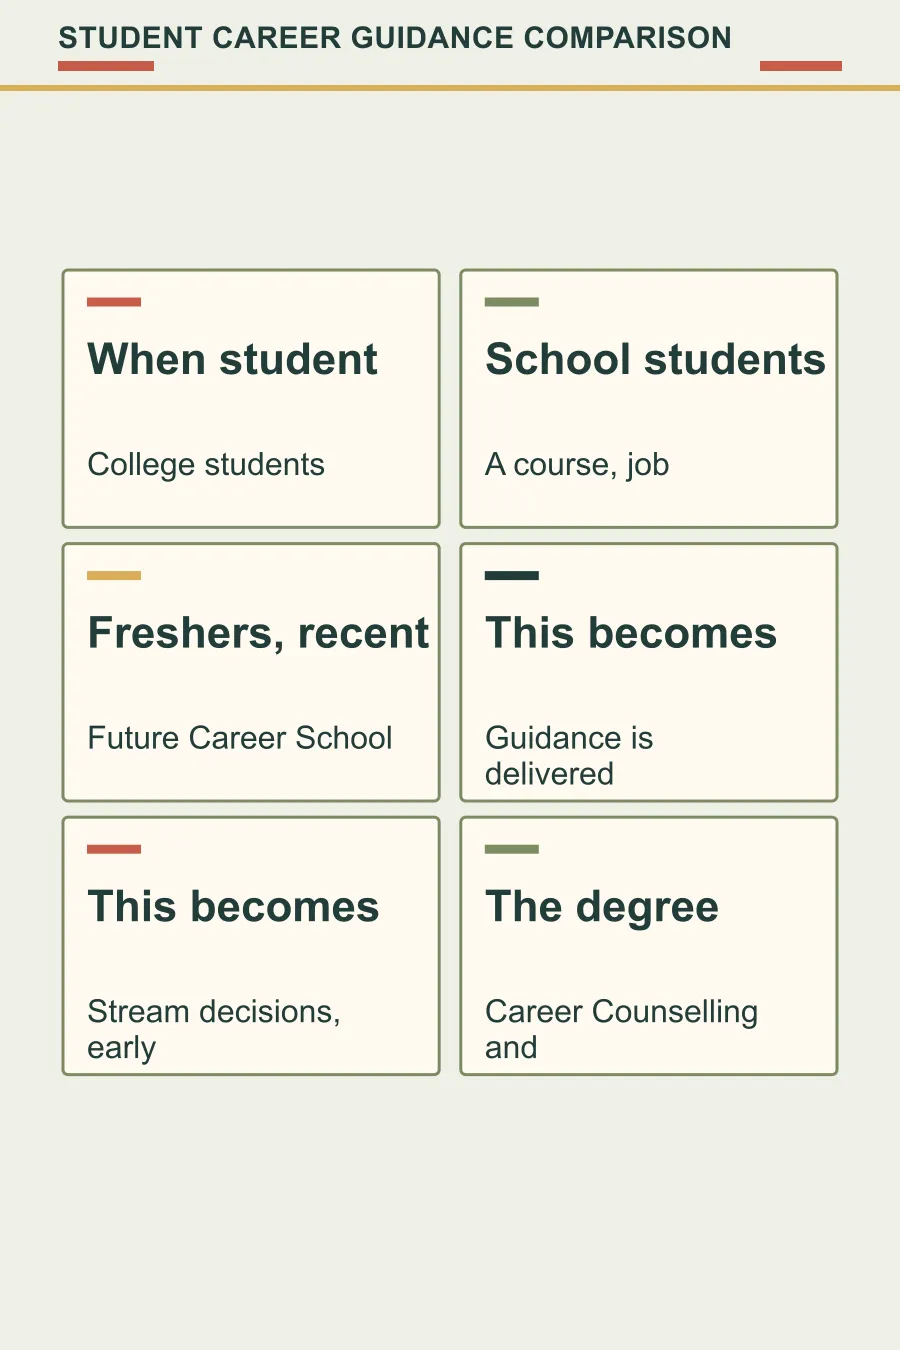 STUDENT CAREER GUIDANCE COMPARISON
When student
College students
School students
A course, job
Freshers, recent
Future Career School
This becomes
Guidance is
delivered
This becomes
Stream decisions,
early
The degree
Career Counselling
and